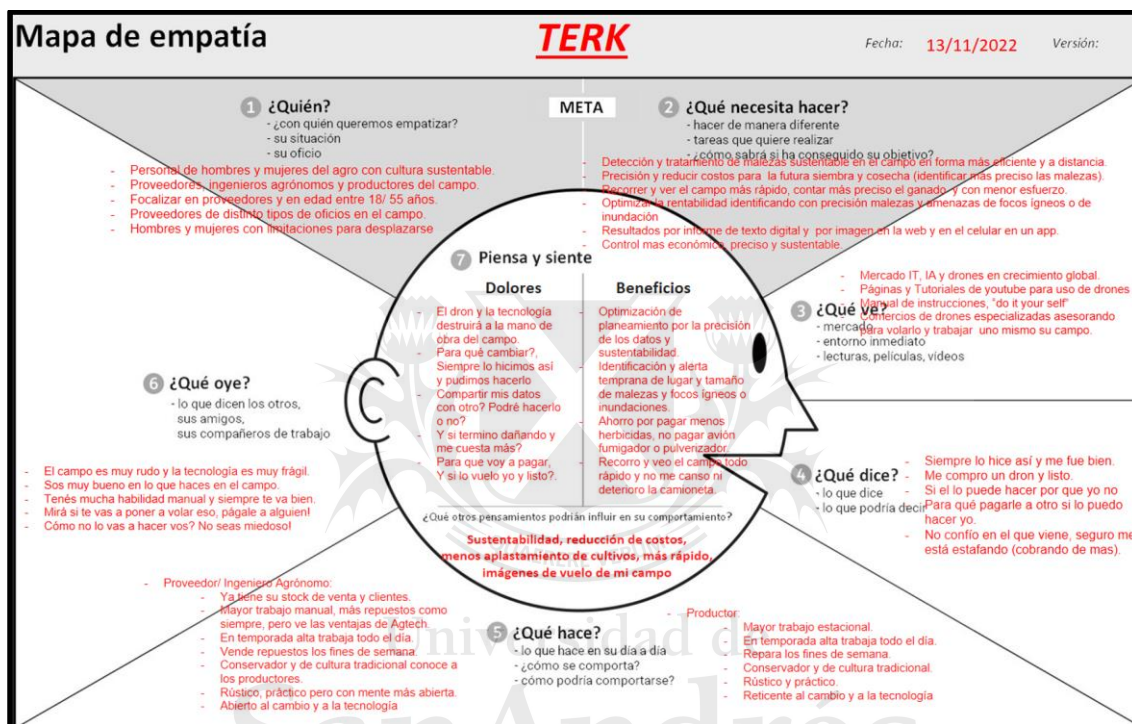 Mapa de empatía
TERK
Fecha: 13/11/2022 Versión:
META
1 ¿Quién?
- ¿con quién queremos empatizar?
- su situación
- su oficio
- Personal de hombres y mujeres del agro con cultura sustentable.
- Proveedores, ingenieros agrónomos y productores del campo.
- Focalizar en proveedores y en edad entre 18/ 55 años.
- Proveedores de distinto tipos de oficios en el campo.
- Hombres y mujeres con limitaciones para desplazarse
2 ¿Qué necesita hacer?
- hacer de manera diferente
- tareas que quiere realizar
- ¿cómo sabrá si ha conseguido su objetivo?
- Detección y tratamiento de malezas sustentable en el campo en forma más eficiente y a distancia.
- Precisión y reducir costos para la futura siembra y cosecha (identificar más preciso las malezas).
- Recorrer y ver el campo más rápido, contar más preciso el ganado, y con menor esfuerzo.
- Optimizar la rentabilidad identificando con precisión malezas y amenazas de focos ígneos o de
inundación
- Resultados por informe de texto digital y por imagen en la web y en el celular en un app.
- Control mas económico, preciso y sustentable.
3 ¿Qué ve?
- mercado
- entorno inmediato
- lecturas, películas, vídeos
- Mercado IT, IA y drones en crecimiento global.
- Páginas y Tutoriales de youtube para uso de drones
- Manual de instrucciones, "do it your self"
- Comercios de drones especializadas asesorando
para volarlo y trabajar uno mismo su campo.
4 ¿Qué dice?
- lo que dice
- lo que podría decir
- Siempre lo hice así y me fue bien.
- Me compro un dron y listo.
- Si el lo puede hacer por que yo no
- Para qué pagarle a otro si lo puedo
hacer yo.
- No confío en el que viene, seguro me
está estafando (cobrando de mas).
5 ¿Qué hace?
- lo que hace en su día a día
- ¿cómo se comporta?
- cómo podría comportarse?
- Proveedor/ Ingeniero Agrónomo:
- Ya tiene su stock de venta y clientes.
- Mayor trabajo manual, más repuestos como
siempre, pero ve las ventajas de Agtech.
- En temporada alta trabaja todo el día.
- Vende repuestos los fines de semana.
- Conservador y de cultura tradicional conoce a
los productores.
- Rústico, práctico pero con mente más abierta.
- Abierto al cambio y a la tecnología
- Productor:
- Mayor trabajo estacional.
- En temporada alta trabaja todo el día.
- Repara los fines de semana.
- Conservador y de cultura tradicional.
- Rústico y práctico.
- Reticente al cambio y a la tecnología
6 ¿Qué oye?
- lo que dicen los otros,
sus amigos,
sus compañeros de trabajo
- El campo es muy rudo y la tecnología es muy frágil.
- Sos muy bueno en lo que haces en el campo.
- Tenés mucha habilidad manual y siempre te va bien.
- Mirá si te vas a poner a volar eso, págale a alguien!
- Cómo no lo vas a hacer vos? No seas miedoso!
7 Piensa y siente
Dolores
- El dron y la tecnología
destruirá a la mano de
obra del campo.
- Para qué cambiar?,
Siempre lo hicimos así
y pudimos hacerlo
- Compartir mis datos
con otro? Podré hacerlo
o no?
- Y si termino dañando y
me cuesta más?
- Para que voy a pagar,
Y si lo vuelo yo y listo?.
Beneficios
- Optimización de
planeamiento por la precisión
de los datos y
sustentabilidad.
- Identificación y alerta
temprana de lugar y tamaño
de malezas y focos ígneos o
inundaciones.
- Ahorro por pagar menos
herbicidas, no pagar avión
fumigador o pulverizador.
- Recorro y veo el campo todo
rápido y no me canso ni
deterioro la camioneta.
¿Qué otros pensamientos podrían influir en su comportamiento?
Sustentabilidad, reducción de costos,
menos aplastamiento de cultivos, más rápido,
imágenes de vuelo de mi campo
Universidad de
SanAndrés